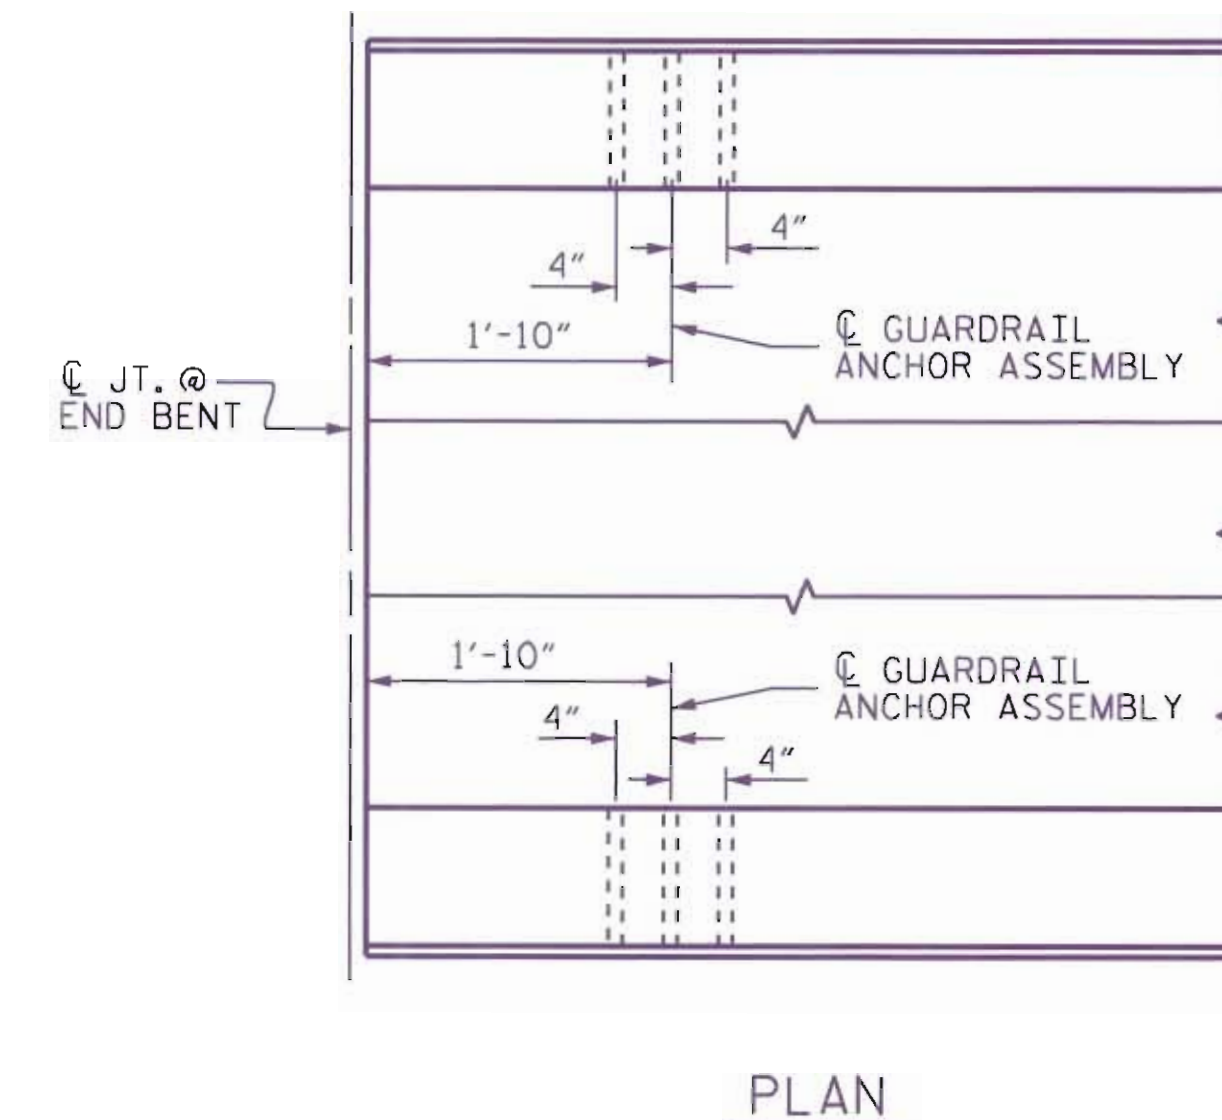 4″
4″
1′-10″
℄ GUARDRAIL
ANCHOR ASSEMBLY
℄ JT. @
END BENT
1′-10″
℄ GUARDRAIL
ANCHOR ASSEMBLY
4″
4″
PLAN